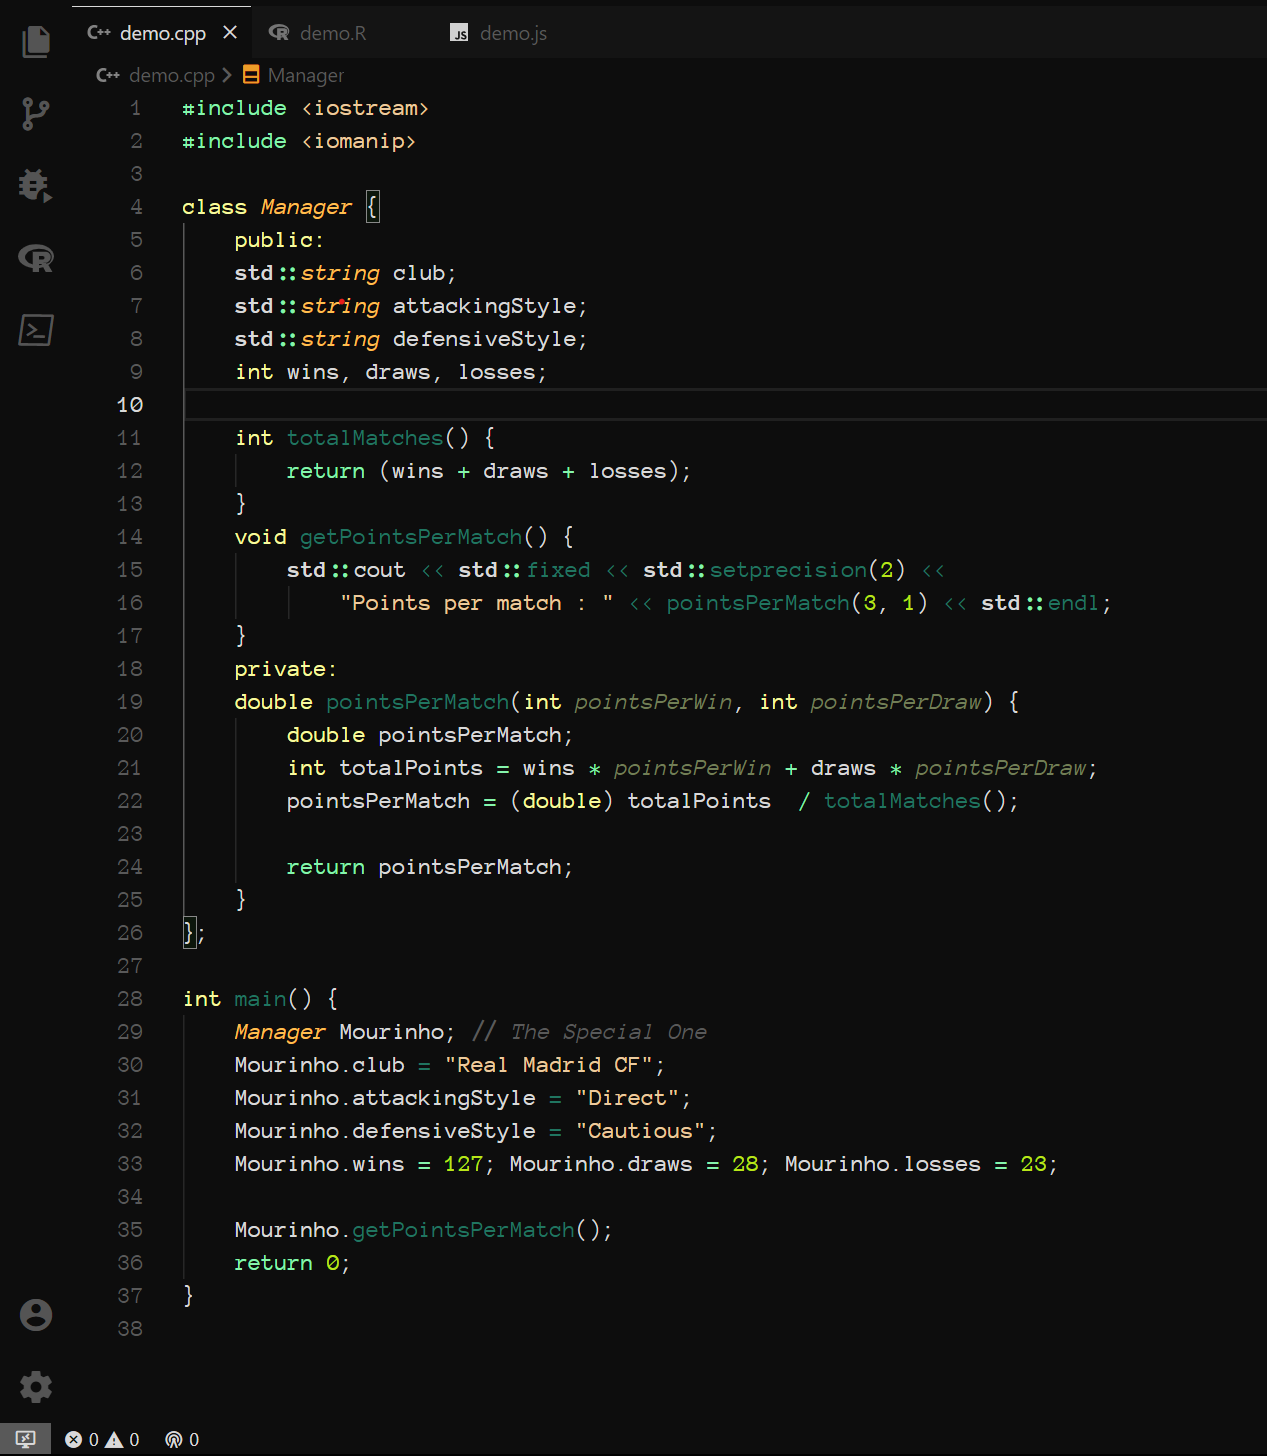 C++ demo.cpp × R demo.R JS demo.js
C++ demo.cpp > Manager
1 #include <iostream>
2 #include <iomanip>
3
4 class Manager {
5     public:
6     std::string club;
7     std::string attackingStyle;
8     std::string defensiveStyle;
9     int wins, draws, losses;
10
11     int totalMatches() {
12         return (wins + draws + losses);
13     }
14     void getPointsPerMatch() {
15         std::cout << std::fixed << std::setprecision(2) <<
16             "Points per match : " << pointsPerMatch(3, 1) << std::endl;
17     }
18     private:
19     double pointsPerMatch(int pointsPerWin, int pointsPerDraw) {
20         double pointsPerMatch;
21         int totalPoints = wins * pointsPerWin + draws * pointsPerDraw;
22         pointsPerMatch = (double) totalPoints  / totalMatches();
23
24         return pointsPerMatch;
25     }
26 };
27
28 int main() {
29     Manager Mourinho; // The Special One
30     Mourinho.club = "Real Madrid CF";
31     Mourinho.attackingStyle = "Direct";
32     Mourinho.defensiveStyle = "Cautious";
33     Mourinho.wins = 127; Mourinho.draws = 28; Mourinho.losses = 23;
34
35     Mourinho.getPointsPerMatch();
36     return 0;
37 }
38
0 0 0